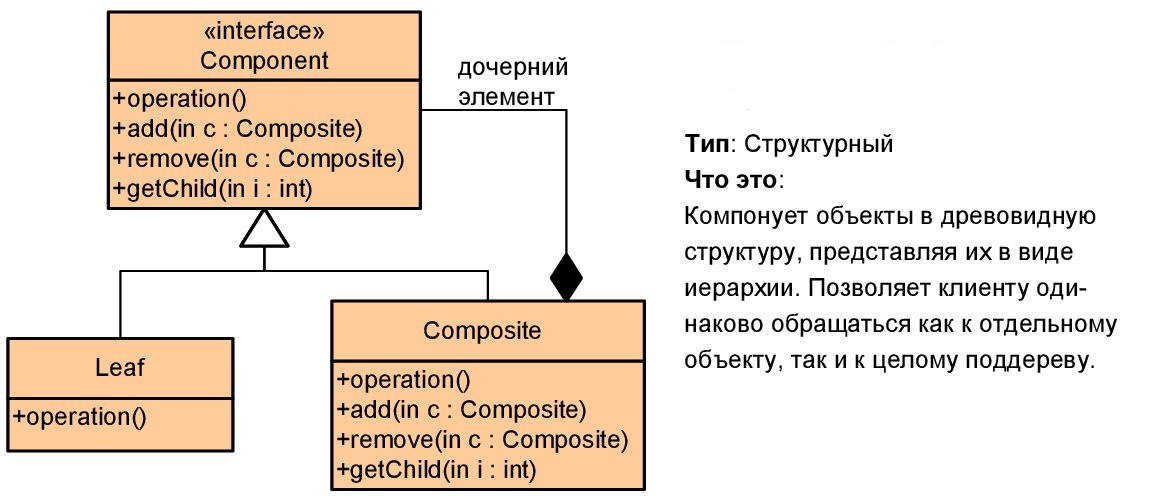 «interface»
Component
+operation()
+add(in c : Composite)
+remove(in c : Composite)
+getChild(in i : int)
дочерний
элемент
Leaf
+operation()
Composite
+operation()
+add(in c : Composite)
+remove(in c : Composite)
+getChild(in i : int)
Тип: Структурный
Что это:
Компонует объекты в древовидную
структуру, представляя их в виде
иерархии. Позволяет клиенту оди-
наково обращаться как к отдельному
объекту, так и к целому поддереву.